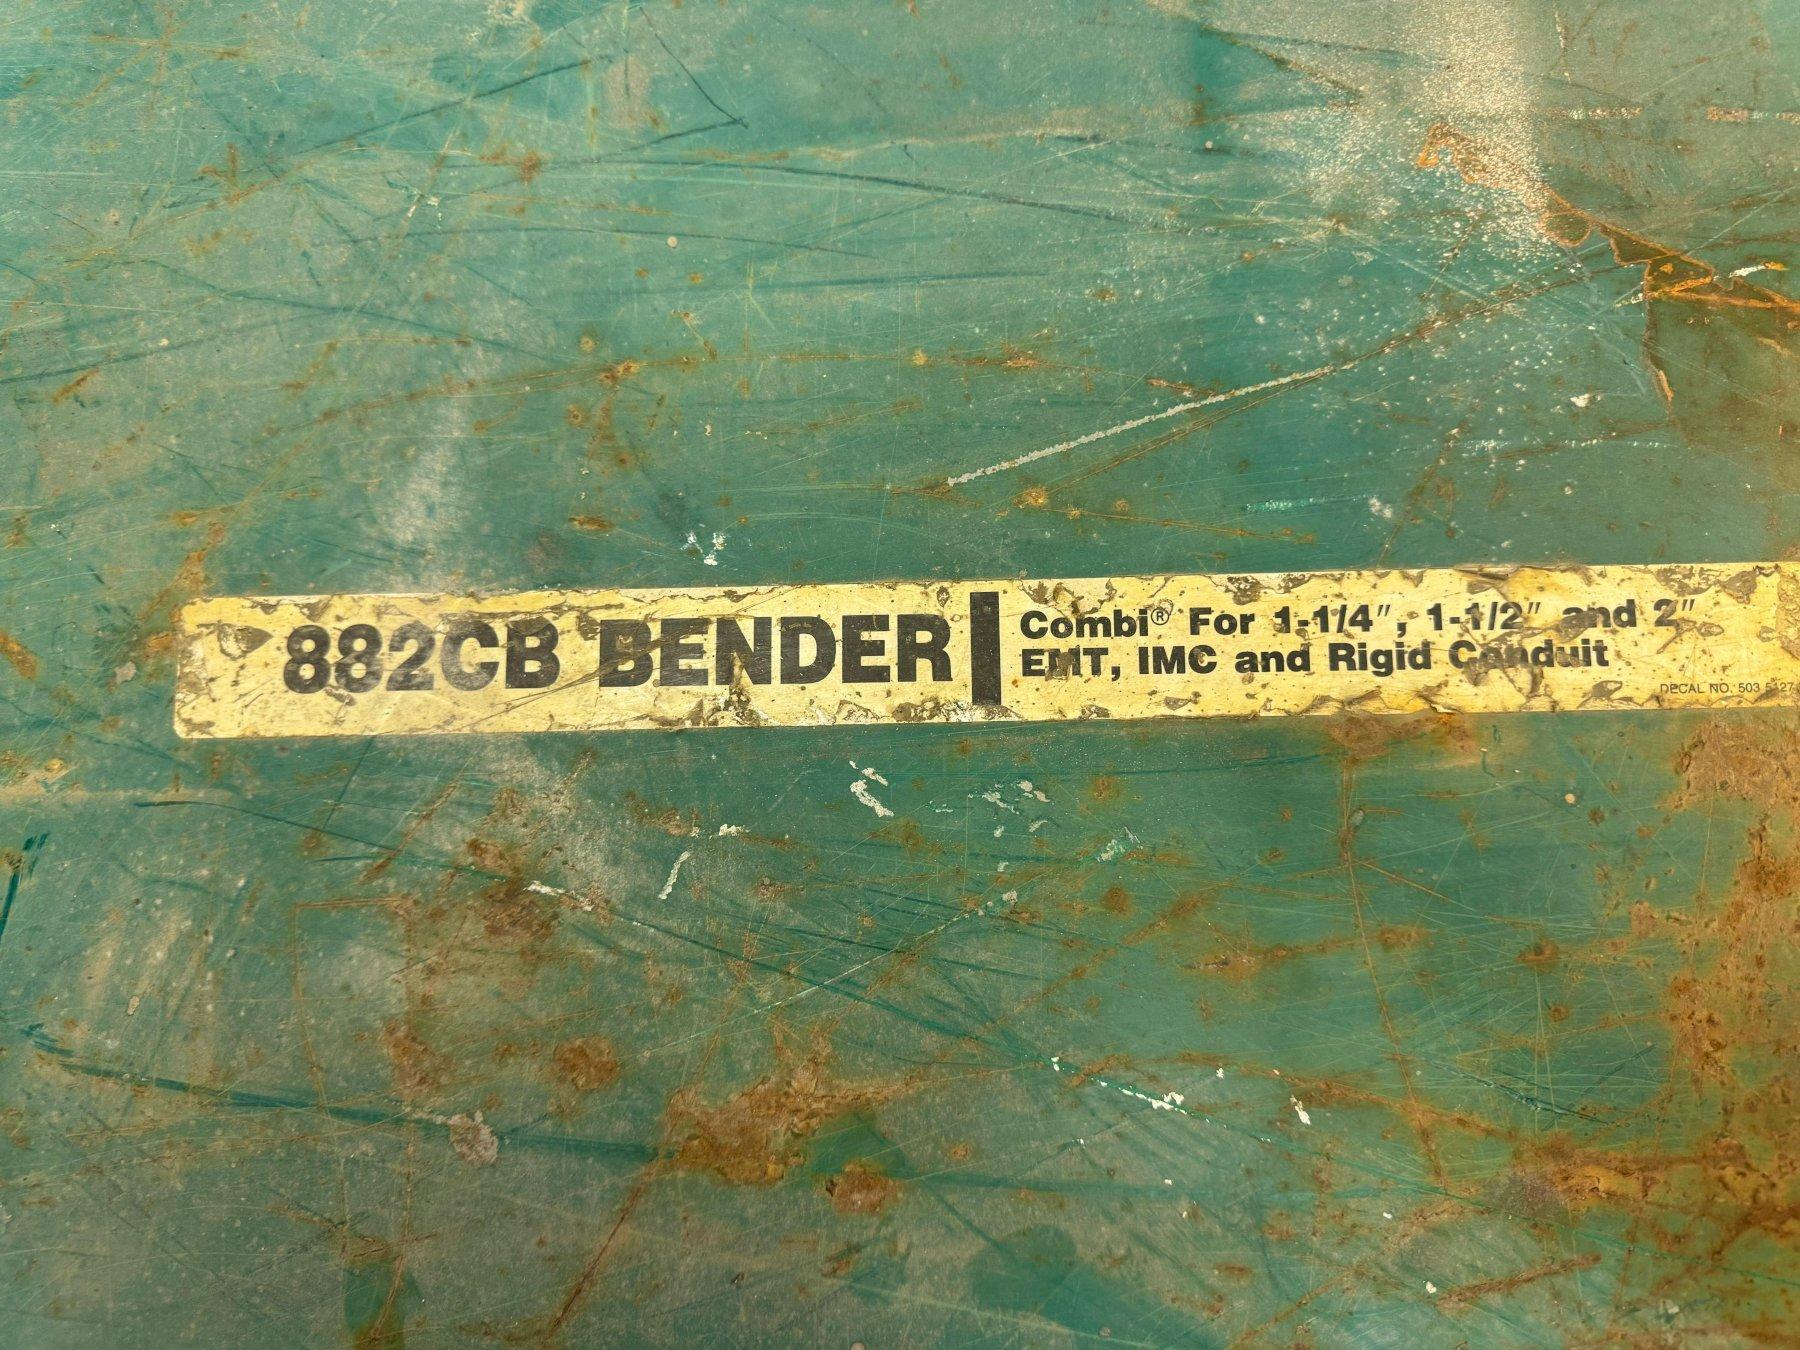 882CB BENDER
Combi® For 1-1/4", 1-1/2" and 2"
EMT, IMC and Rigid Conduit
DECAL NO. 503 5127